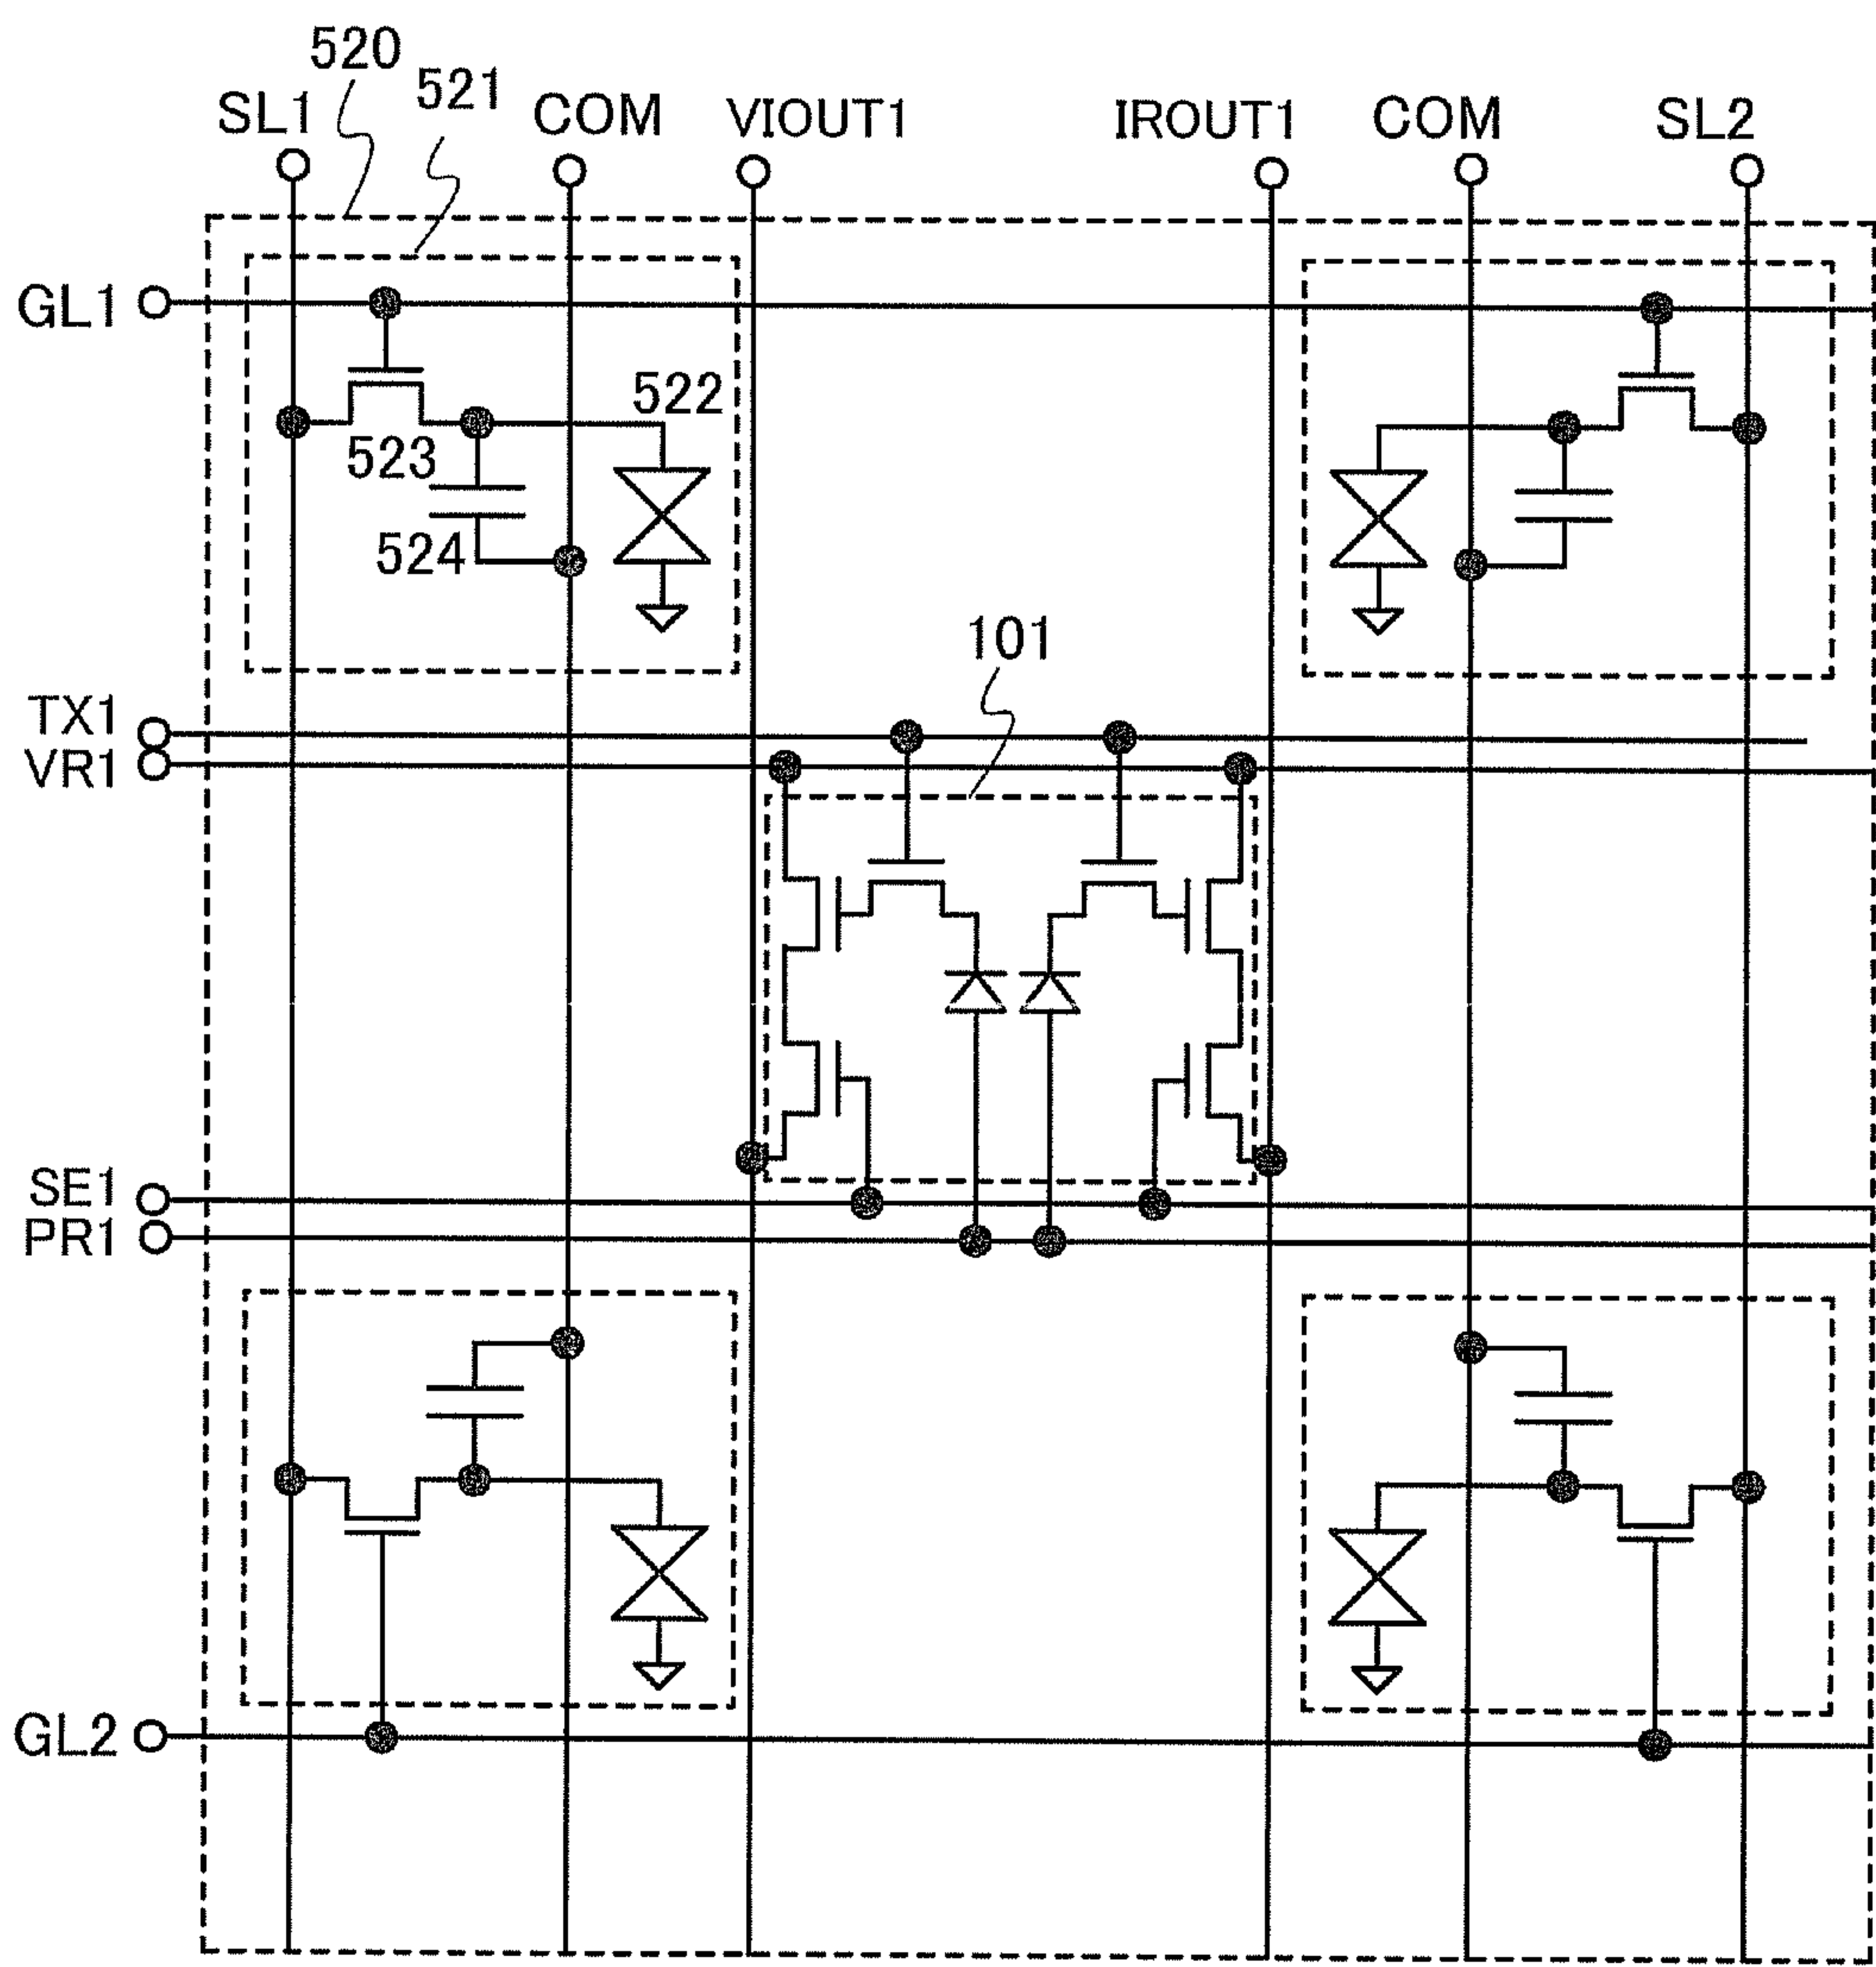 520
521
SL1
COM
VIOUT1
IROUT1
COM
SL2
GL1
522
523
524
101
TX1
VR1
SE1
PR1
GL2